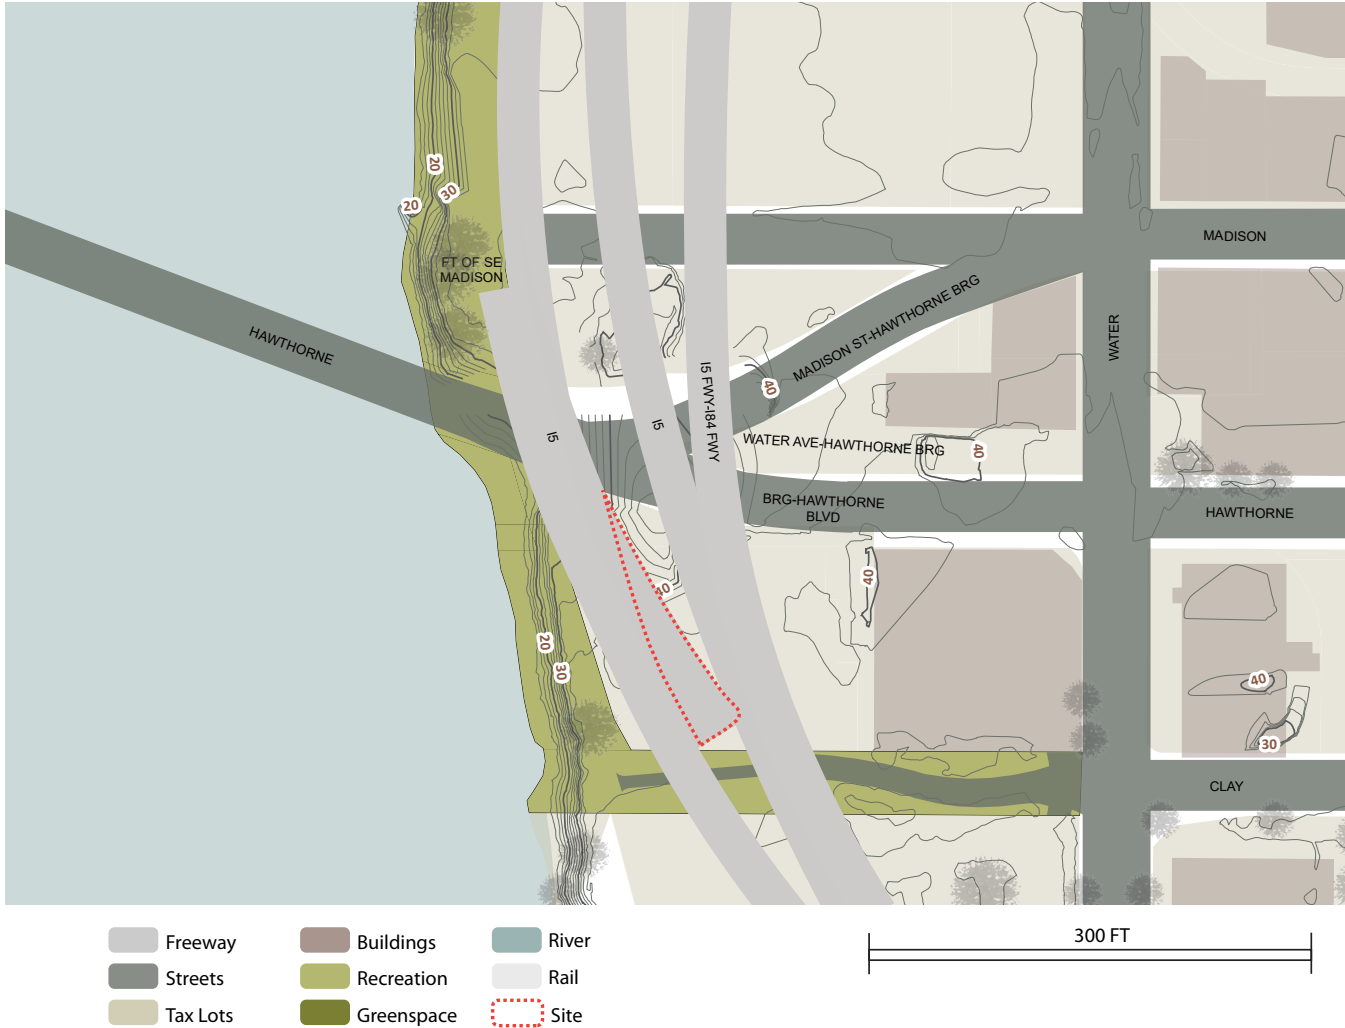 20
30
20
FT OF SE
MADISON
MADISON
HAWTHORNE
MADISON ST-HAWTHORNE BRG
WATER
I5 FWY-I84 FWY
40
I5
I5
WATER AVE-HAWTHORNE BRG
40
BRG-HAWTHORNE
BLVD
HAWTHORNE
40
40
20
30
40
30
CLAY
Freeway
Buildings
River
300 FT
Streets
Recreation
Rail
Tax Lots
Greenspace
Site